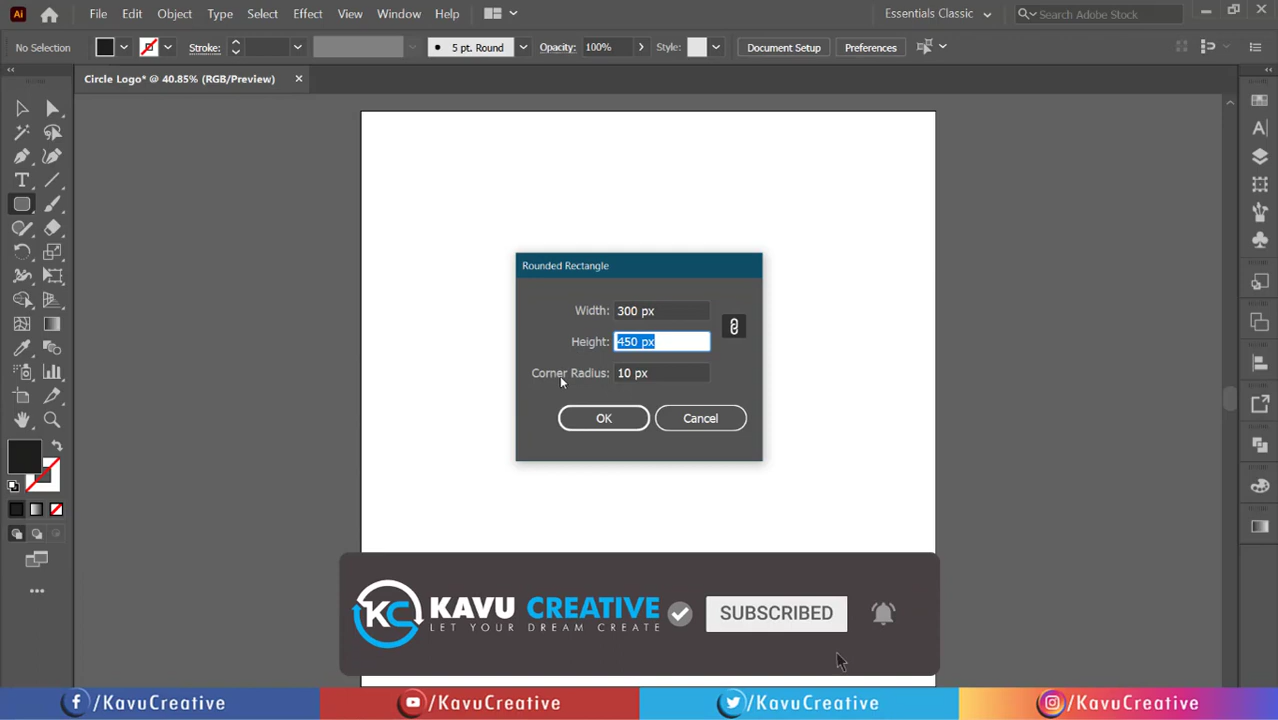 Ai File Edit Object Type Select Effect View Window Help Essentials Classic Search Adobe Stock
No Selection Stroke: 5 pt. Round Opacity: 100% Style: Document Setup Preferences
Circle Logo* @ 40.85% (RGB/Preview)
Rounded Rectangle
Width: 300 px
Height: 450 px
Corner Radius: 10 px
OK Cancel
KC KAVU CREATIVE SUBSCRIBED
LET YOUR DREAM CREATE
/KavuCreative /KavuCreative /KavuCreative /KavuCreative